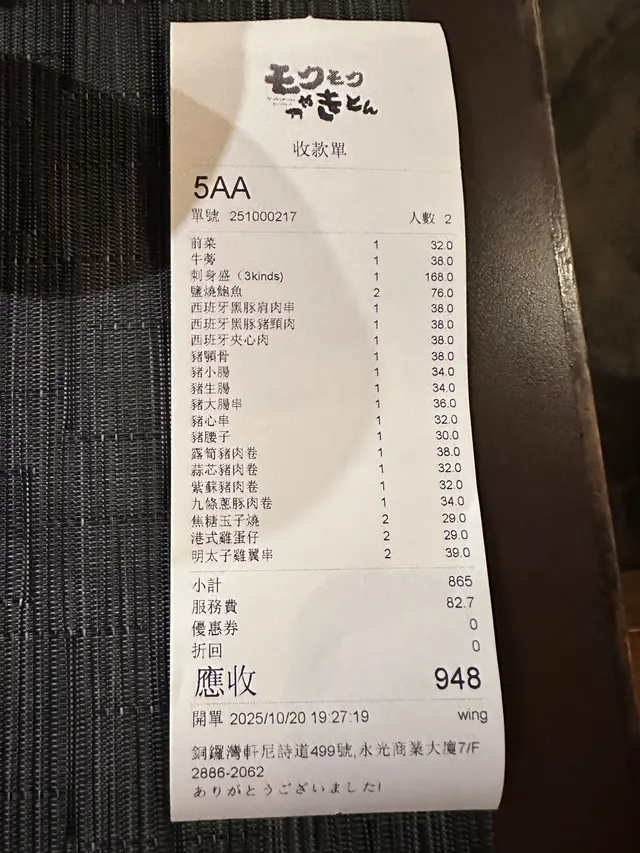 モクモク
やきとん
收款單
5AA
單號 251000217 人數 2
前菜 1 32.0
牛蒡 1 38.0
刺身盛（3kinds) 1 168.0
鹽燒鮑魚 2 76.0
西班牙黑豚肩肉串 1 38.0
西班牙黑豚豬頸肉 1 38.0
西班牙夾心肉 1 38.0
豬顎骨 1 38.0
豬小腸 1 34.0
豬生腸 1 34.0
豬大腸串 1 36.0
豬心串 1 32.0
豬腰子 1 30.0
露筍豬肉卷 1 38.0
蒜芯豬肉卷 1 32.0
紫蘇豬肉卷 1 32.0
九條蔥豚肉卷 1 34.0
焦糖玉子燒 2 29.0
港式雞蛋仔 2 29.0
明太子雞翼串 2 39.0
小計 865
服務費 82.7
優惠券 0
折回 0
應收 948
開單 2025/10/20 19:27:19 wing
銅鑼灣軒尼詩道499號,永光商業大廈7/F
2886-2062
ありがとうございました!